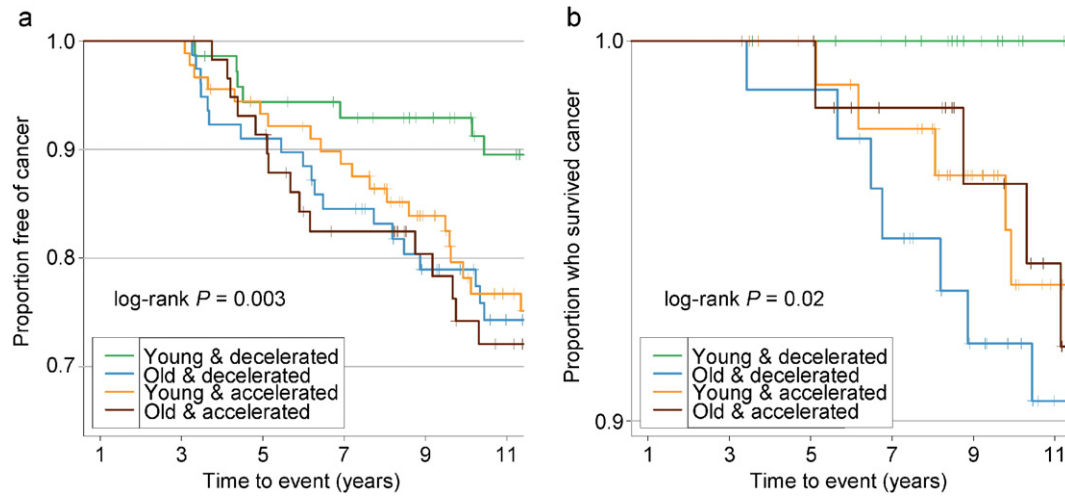 a
Proportion free of cancer
1.0
0.9
0.8
0.7
log-rank P = 0.003
Young & decelerated
Old & decelerated
Young & accelerated
Old & accelerated
1 3 5 7 9 11
Time to event (years)
b
Proportion who survived cancer
1.0
0.9
log-rank P = 0.02
Young & decelerated
Old & decelerated
Young & accelerated
Old & accelerated
1 3 5 7 9 11
Time to event (years)